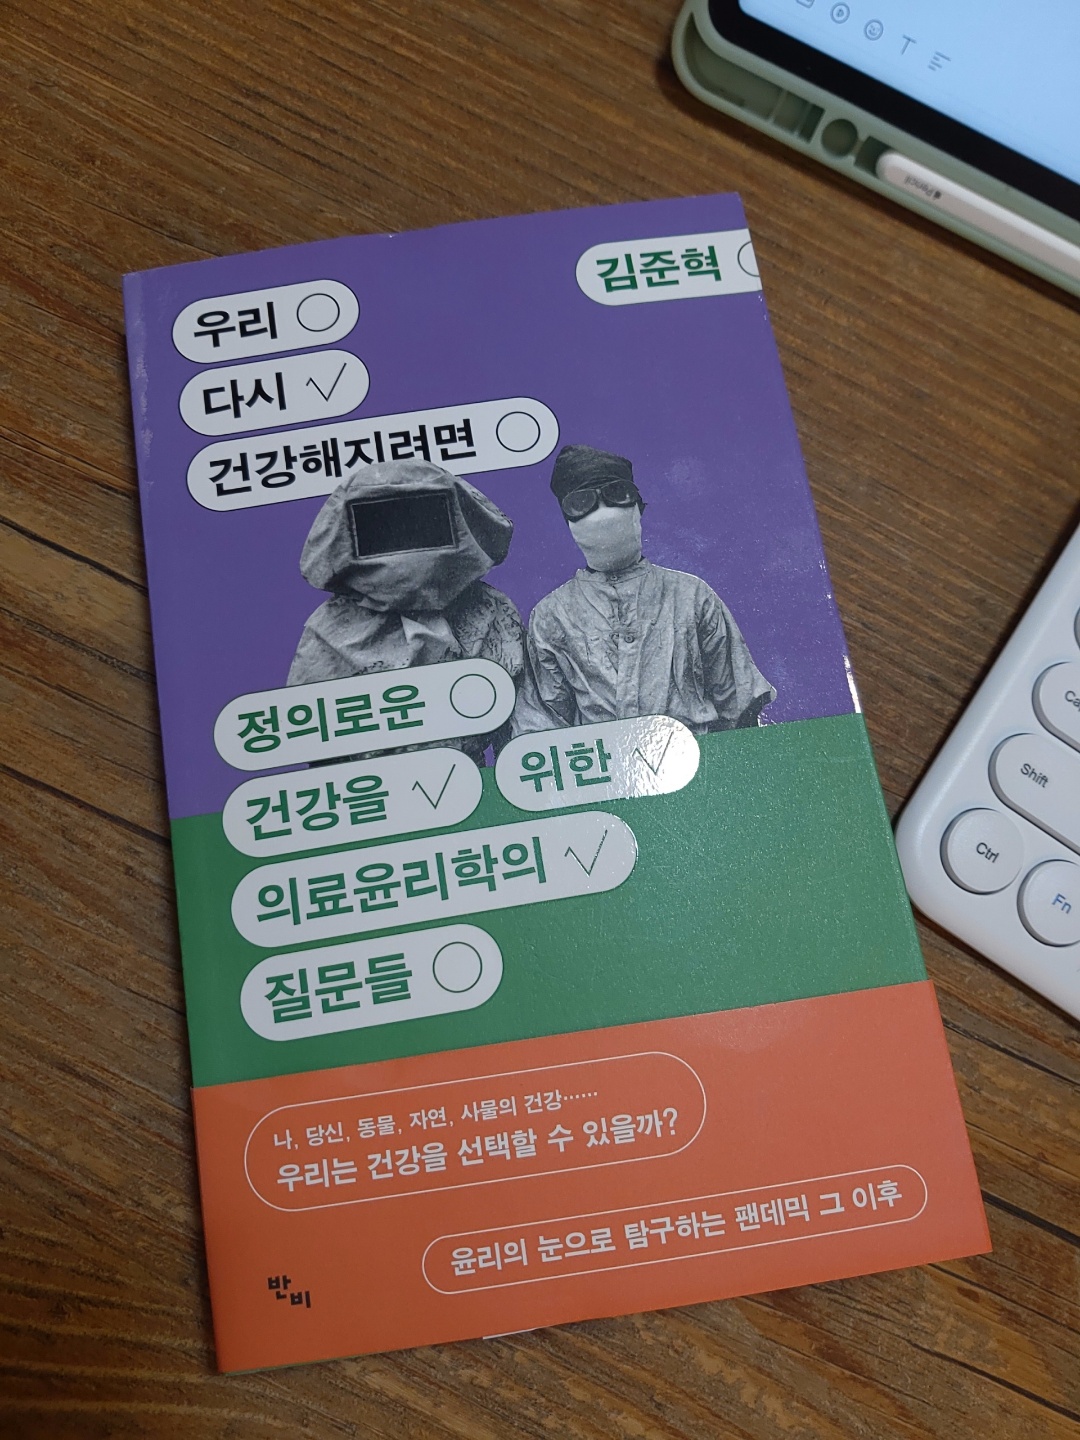 김준혁
우리
다시
건강해지려면
정의로운
건강을 위한
의료윤리학의
질문들
나, 당신, 동물, 자연, 사물의 건강……
우리는 건강을 선택할 수 있을까?
윤리의 눈으로 탐구하는 팬데믹 그 이후
반비
Pencil
Shift
Ctrl
Fn